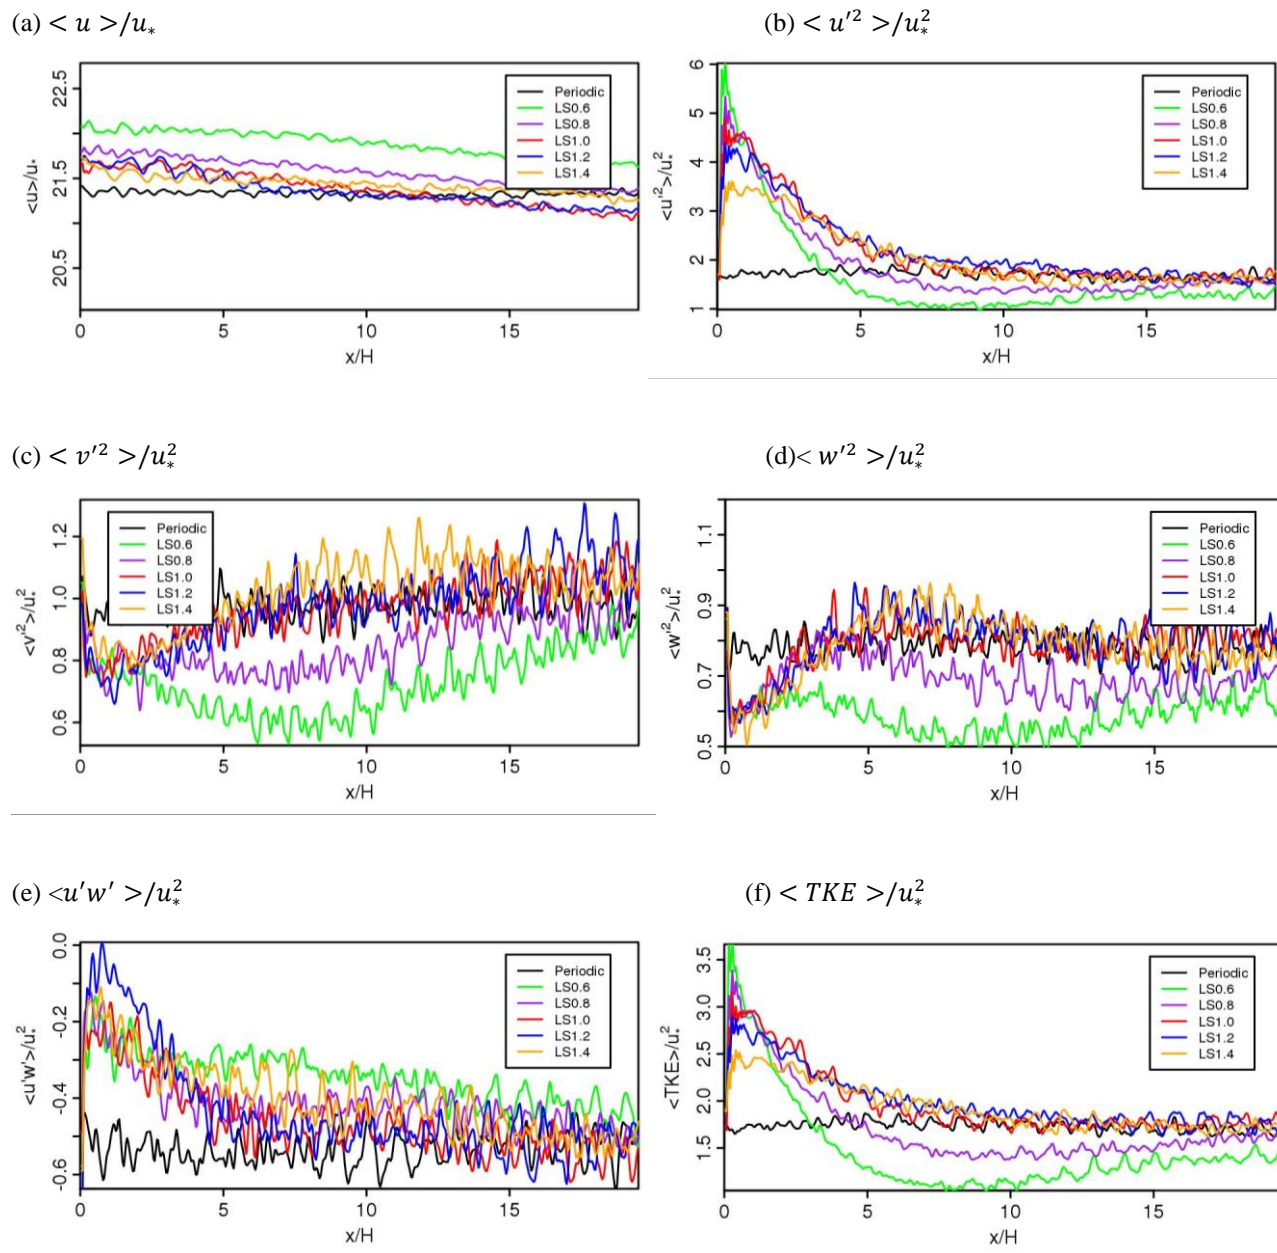 (a) < u >/u∗
(b) < u′² >/u∗²
<u>/u*
20.5 21.5 22.5
Periodic
LS0.6
LS0.8
LS1.0
LS1.2
LS1.4
0 5 10 15
x/H
<u'²>/u*²
1 2 3 4 5 6
Periodic
LS0.6
LS0.8
LS1.0
LS1.2
LS1.4
0 5 10 15
x/H
(c) < v′² >/u∗²
(d)< w′² >/u∗²
<v'²>/u*²
0.6 0.8 1.0 1.2
Periodic
LS0.6
LS0.8
LS1.0
LS1.2
LS1.4
0 5 10 15
x/H
<w'²>/u*²
0.5 0.7 0.9 1.1
Periodic
LS0.6
LS0.8
LS1.0
LS1.2
LS1.4
0 5 10 15
x/H
(e) <u′w′ >/u∗²
(f) < TKE >/u∗²
<u'w'>/u*²
-0.6 -0.4 -0.2 0.0
Periodic
LS0.6
LS0.8
LS1.0
LS1.2
LS1.4
0 5 10 15
x/H
<TKE>/u*²
1.5 2.0 2.5 3.0 3.5
Periodic
LS0.6
LS0.8
LS1.0
LS1.2
LS1.4
0 5 10 15
x/H